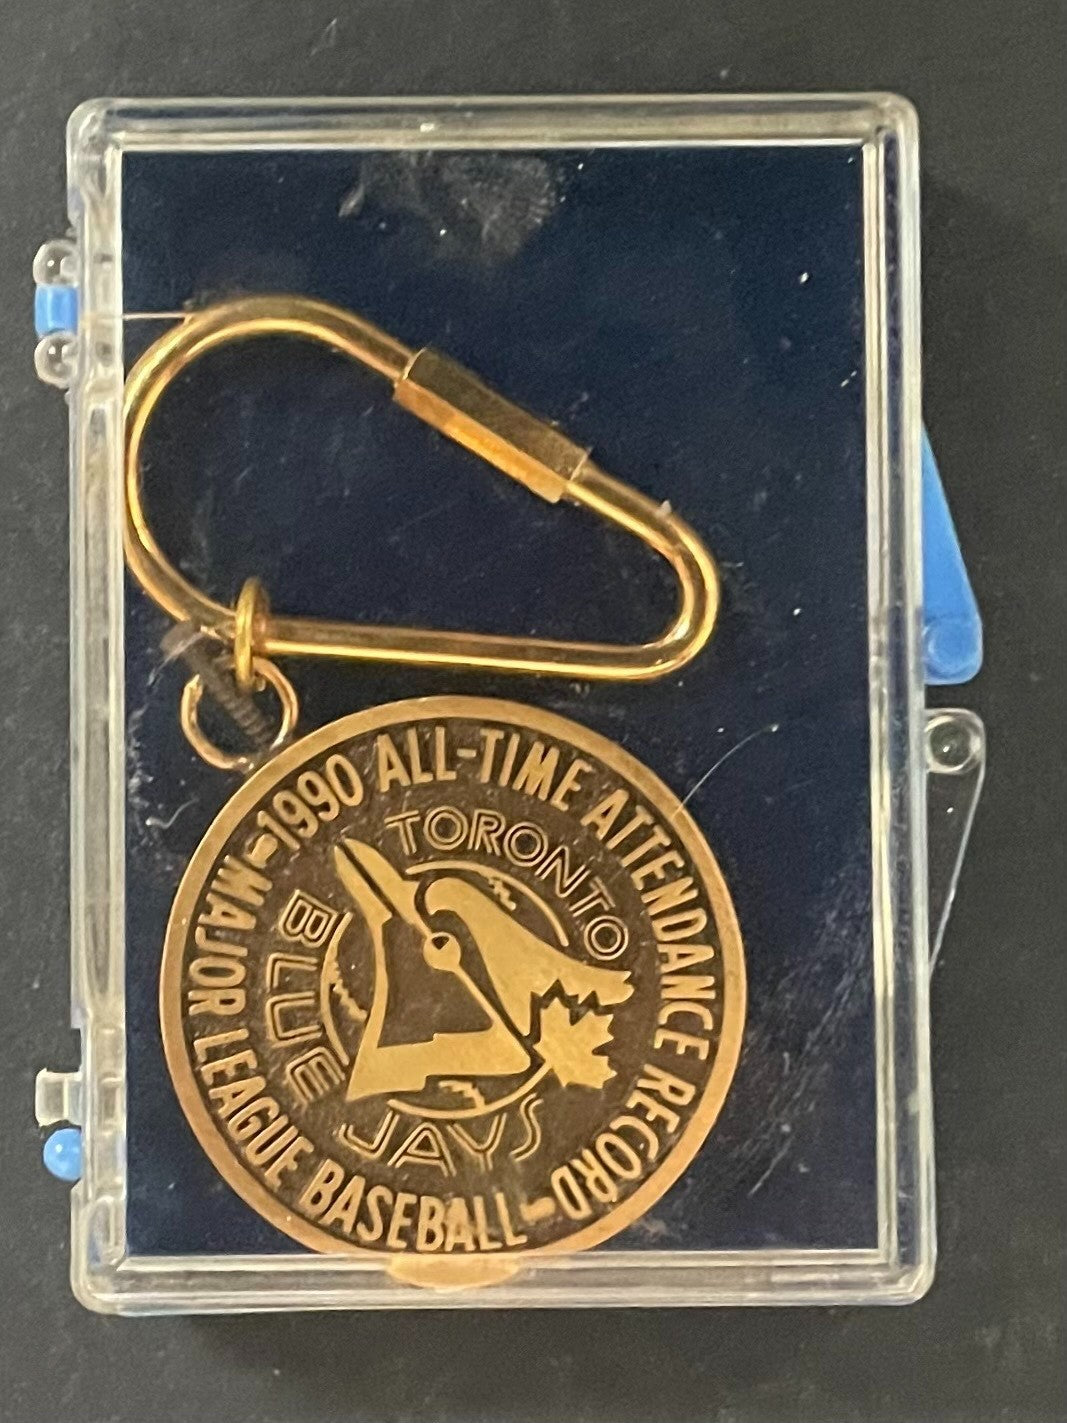 1990 ALL-TIME ATTENDANCE RECORD-
MAJOR LEAGUE BASEBALL-
TORONTO
BLUE
JAYS